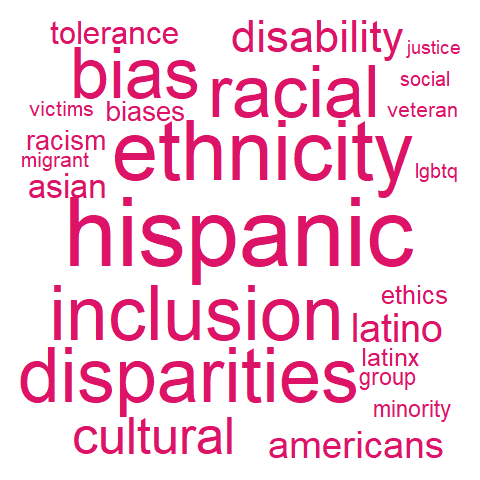 tolerance
disability
justice
bias
racial
social
victims
biases
veteran
racism
ethnicity
migrant
lgbtq
asian
hispanic
inclusion
ethics
latino
disparities
latinx
group
minority
cultural
americans